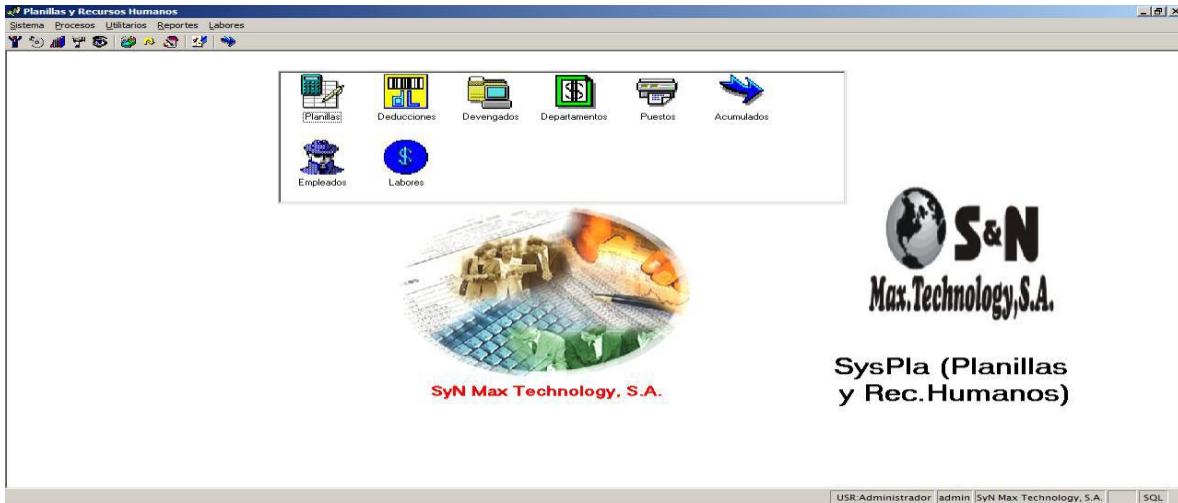 Planillas y Recursos Humanos
Sistema Procesos Utilitarios Reportes Labores
Planillas Deducciones Devengados Departamentos Puestos Acumulados
Empleados Labores
S&N
Max.Technology,S.A.
SysPla (Planillas
y Rec.Humanos)
SyN Max Technology, S.A.
USR:Administrador admin SyN Max Technology, S.A. SQL